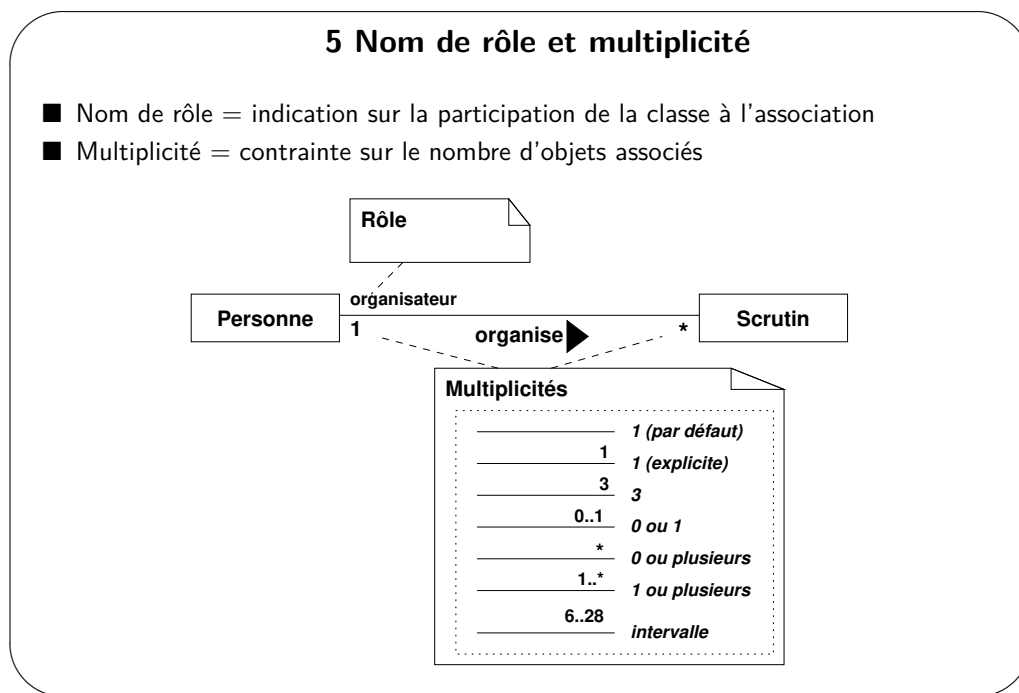 5 Nom de rôle et multiplicité
■ Nom de rôle = indication sur la participation de la classe à l'association
■ Multiplicité = contrainte sur le nombre d'objets associés
Rôle
organisateur
Personne
1
organise
*
Scrutin
Multiplicités
1 (par défaut)
1 1 (explicite)
3 3
0..1 0 ou 1
* 0 ou plusieurs
1..* 1 ou plusieurs
6..28 intervalle